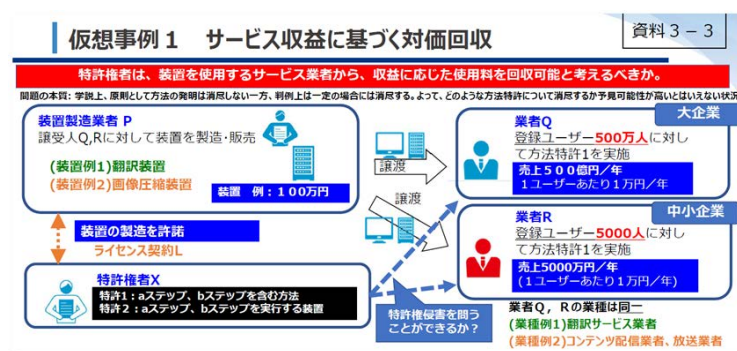 仮想事例１　サービス収益に基づく対価回収
資料３－３
特許権者は、装置を使用するサービス業者から、収益に応じた使用料を回収可能と考えるべきか。
問題の本質: 学説上、原則として方法の発明は消尽しない一方、判例上は一定の場合には消尽する。よって、どのような方法特許について消尽するか予見可能性が高いとはいえない状況
装置製造業者 P
譲受人Q,Rに対して装置を製造・販売
(装置例1)翻訳装置
(装置例2)画像圧縮装置
装置　例：１００万円
譲渡
譲渡
大企業
業者Q
登録ユーザー500万人に対し
て方法特許1を実施
売上５００億円／年
１ユーザーあたり１万円／年
中小企業
業者R
登録ユーザー5000人に対し
て方法特許1を実施
売上5000万円／年
(１ユーザーあたり１万円／年)
装置の製造を許諾
ライセンス契約L
特許権者X
特許1：aステップ、bステップを含む方法
特許２：aステップ、bステップを実行する装置
特許権侵害を問う
ことができるか？
業者Q，Rの業種は同一
(業種例1)翻訳サービス業者
(業種例2)コンテンツ配信業者、放送業者